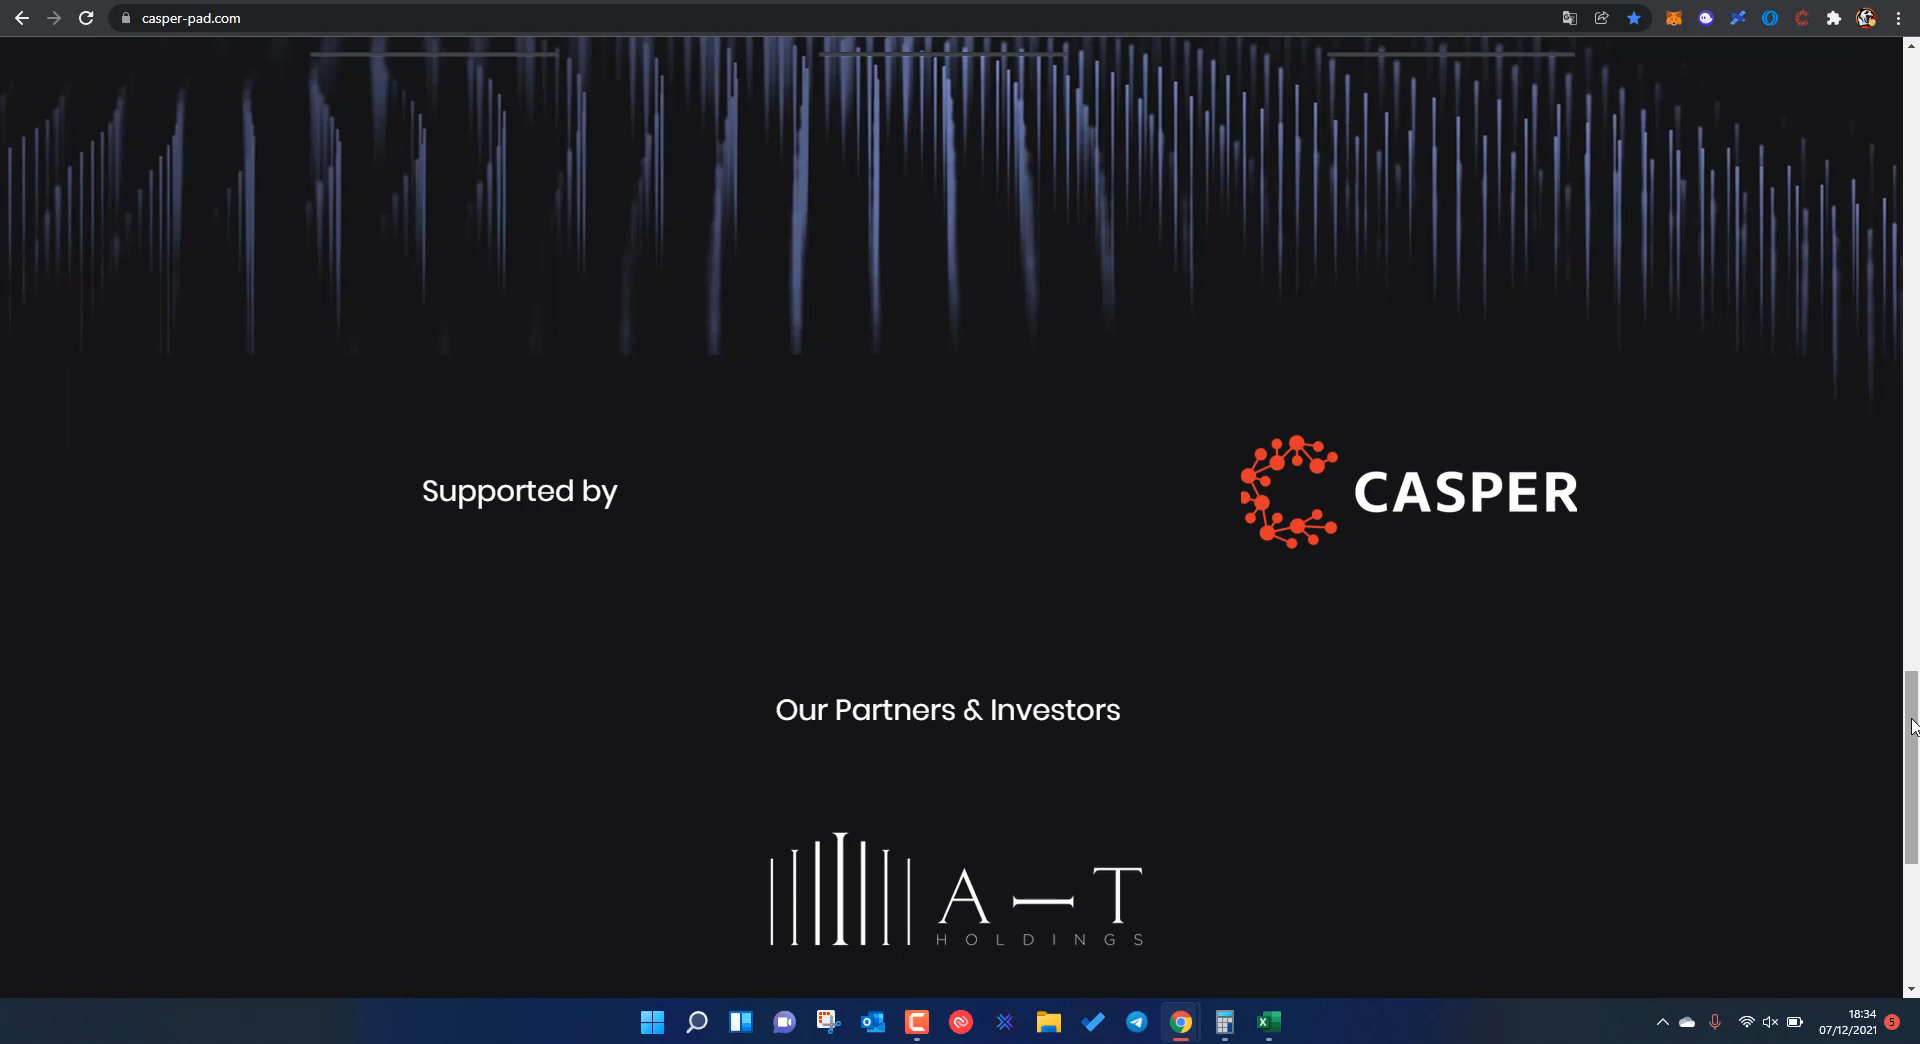 casper-pad.com
Supported by
CASPER
Our Partners & Investors
A—T
HOLDINGS
18:34
07/12/2021
5